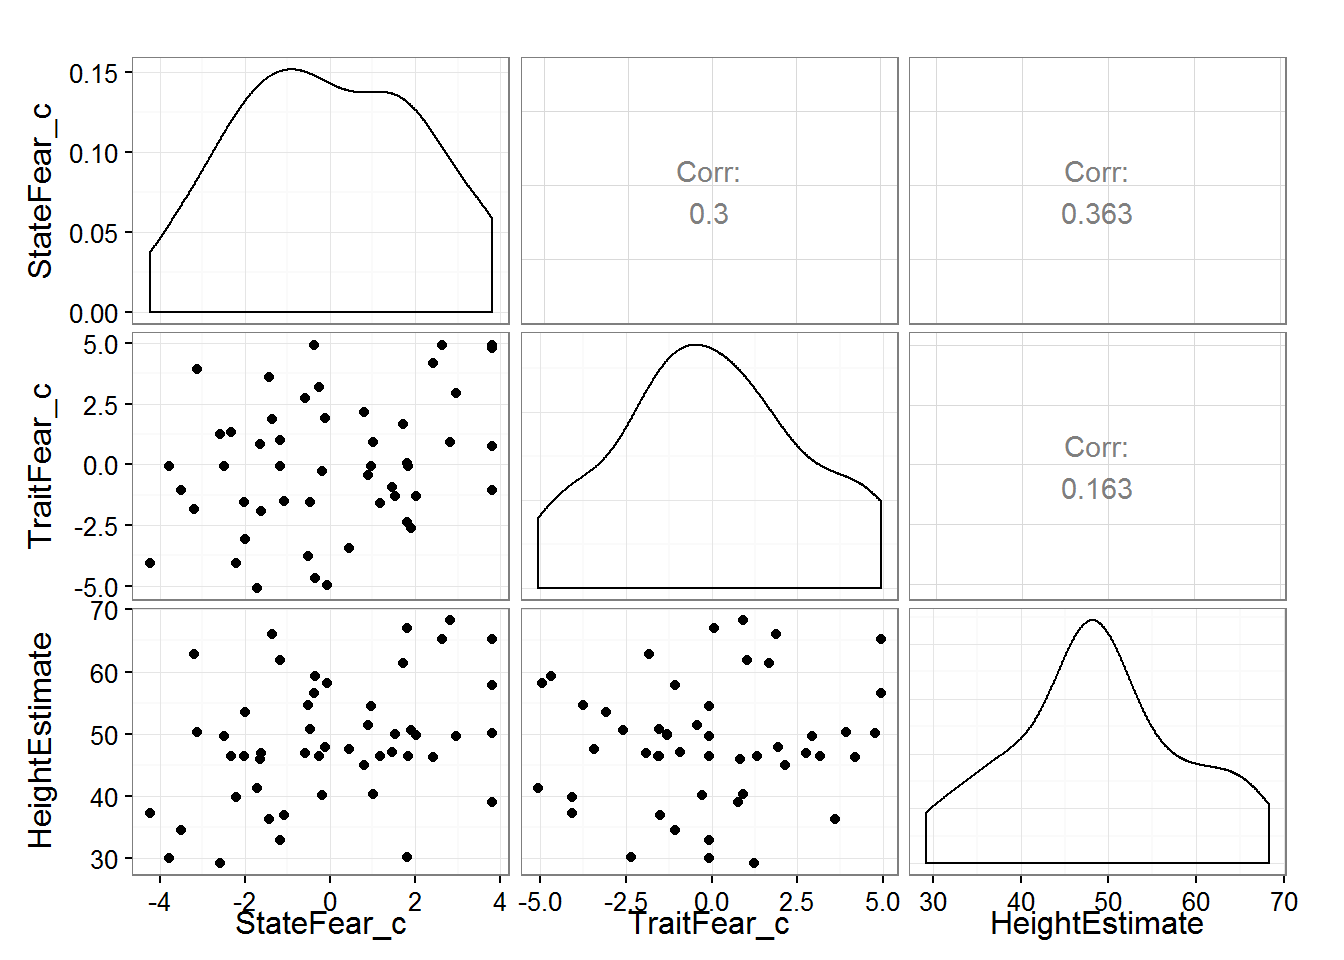 StateFear_c
0.15
0.10
0.05
0.00
Corr:
0.3
Corr:
0.363
TraitFear_c
5.0
2.5
0.0
-2.5
-5.0
Corr:
0.163
HeightEstimate
70
60
50
40
30
-4 -2 0 2 4
-5.0 -2.5 0.0 2.5 5.0
30 40 50 60 70
StateFear_c
TraitFear_c
HeightEstimate